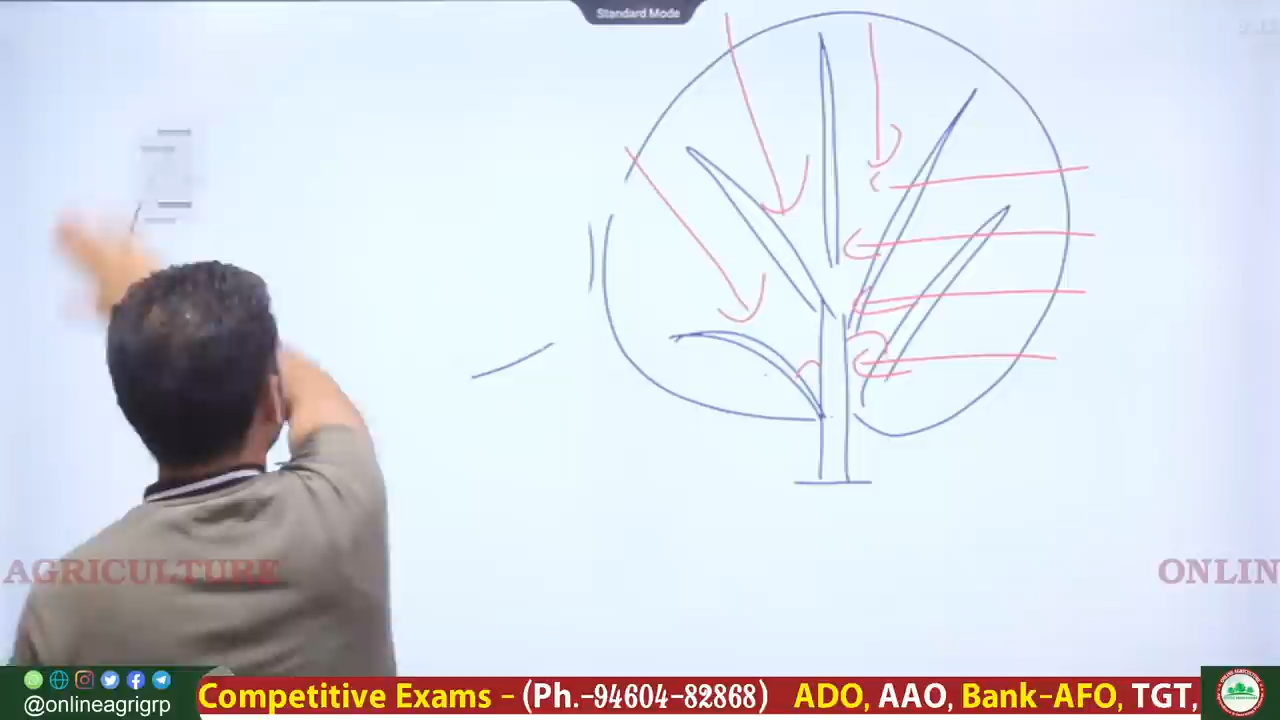 Standard Mode
AGRICULTURE
ONLIN
@onlineagrigrp
Competitive Exams - (Ph.-94604-82868) ADO, AAO, Bank-AFO, TGT,